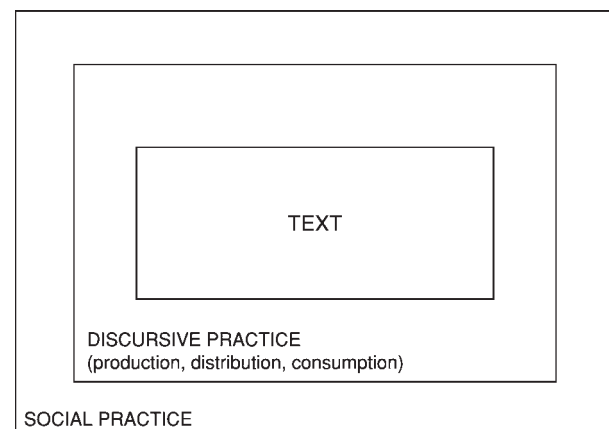 TEXT
DISCURSIVE PRACTICE
(production, distribution, consumption)
SOCIAL PRACTICE